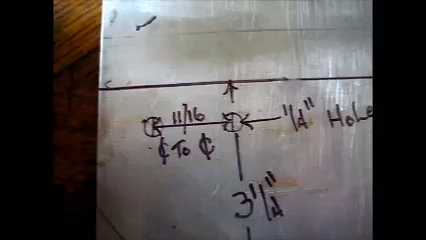 11/16
1/4" Hole
℄ To ℄
3 1/4"